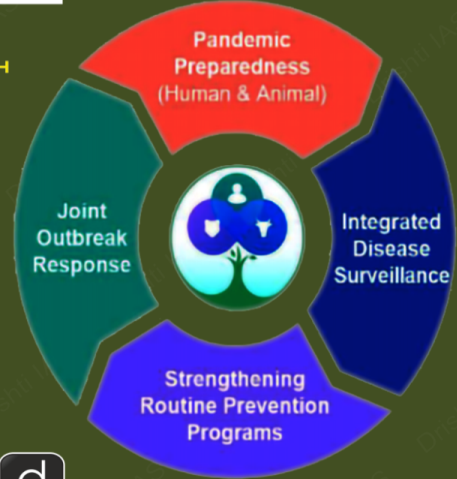 Pandemic
Preparedness
(Human & Animal)
Joint
Outbreak
Response
Integrated
Disease
Surveillance
Strengthening
Routine Prevention
Programs
d